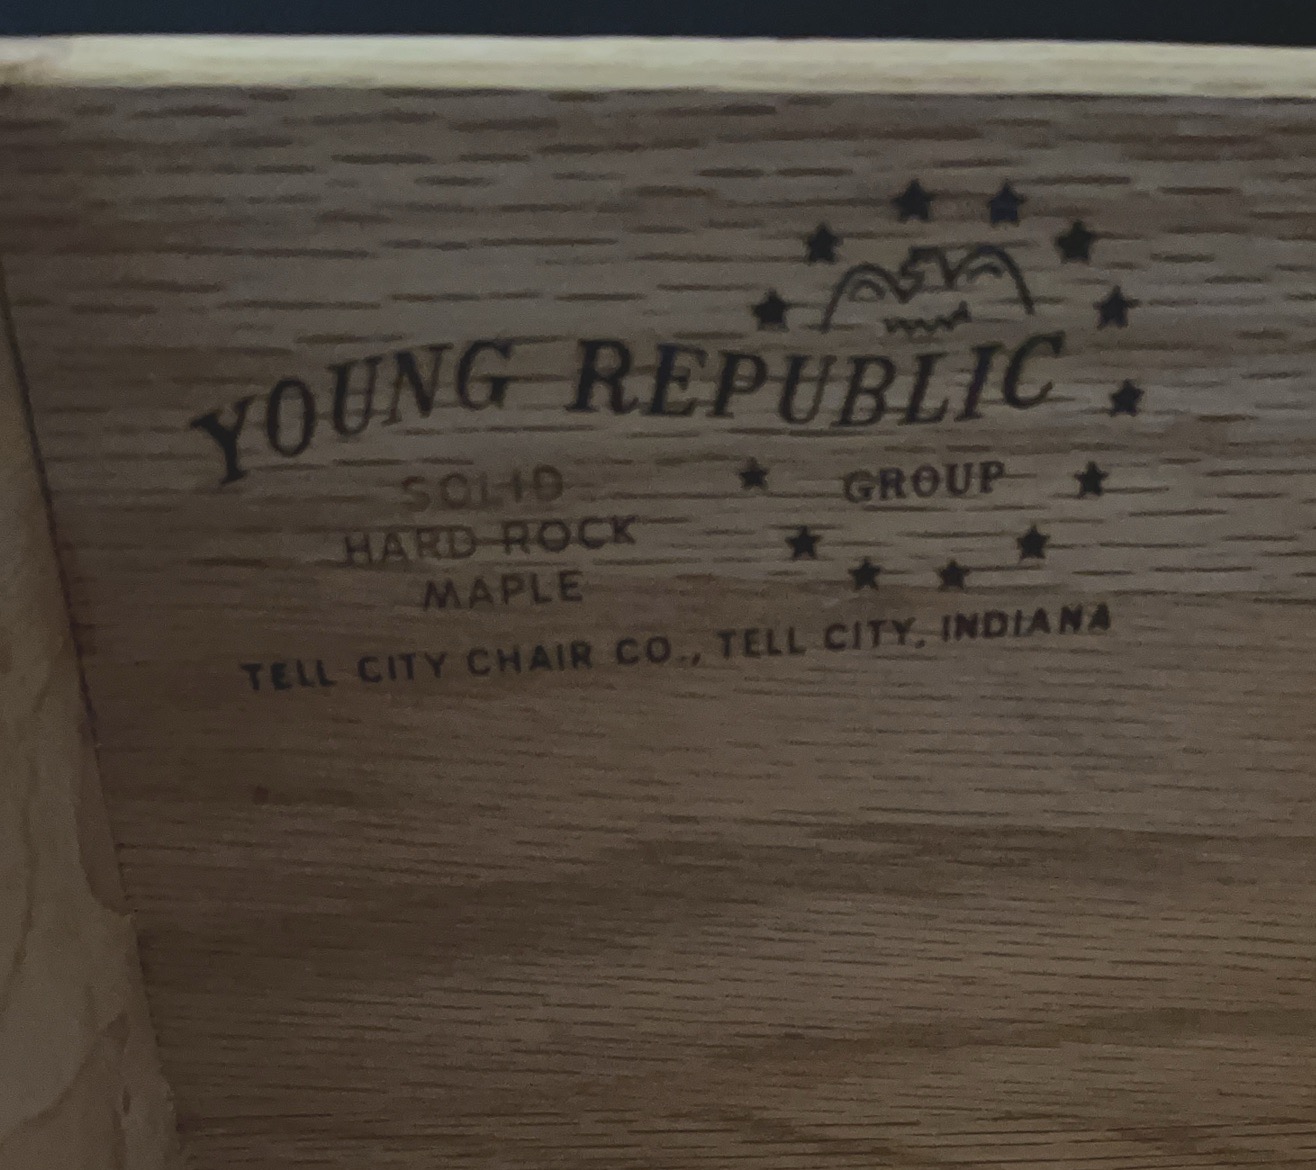 YOUNG REPUBLIC
SOLID
HARD ROCK
MAPLE
GROUP
TELL CITY CHAIR CO., TELL CITY, INDIANA